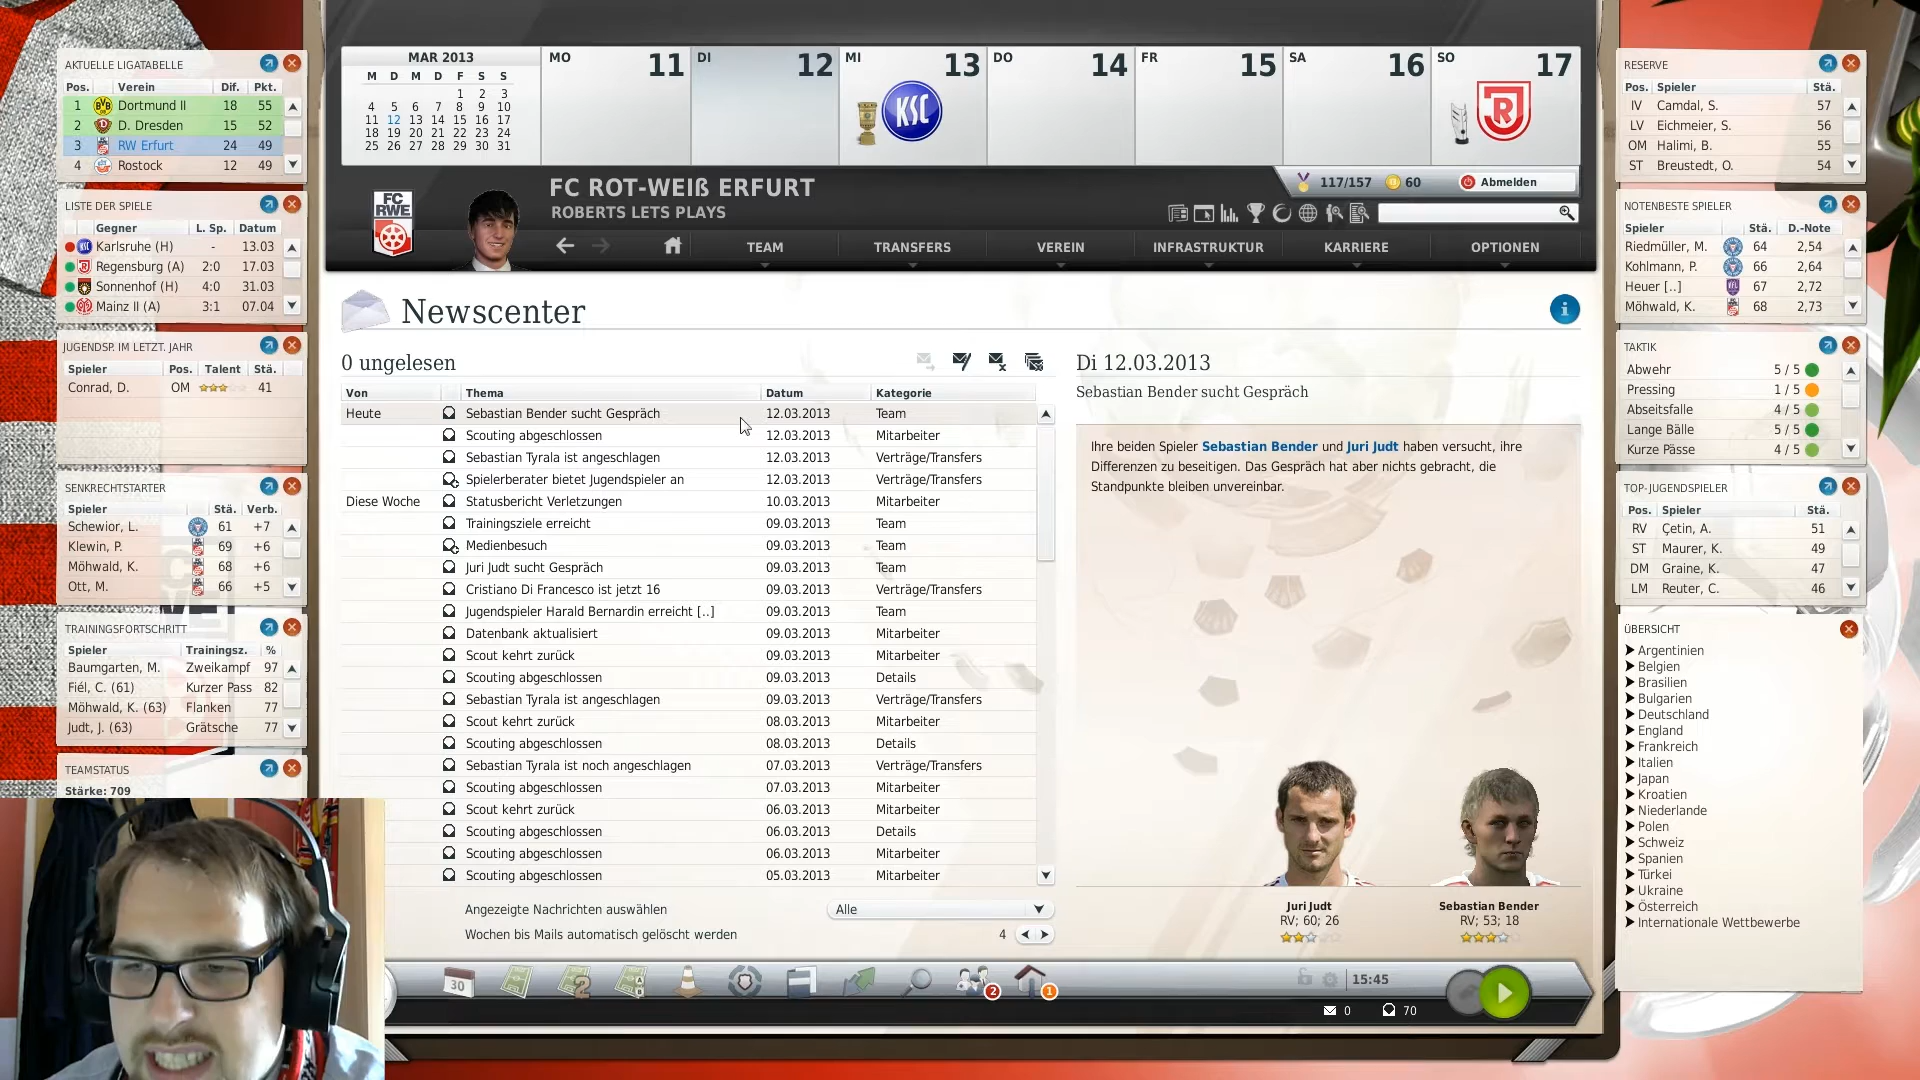 AKTUELLE LIGATABELLE
Pos. Verein Dif. Pkt.
1 Dortmund II 18 55
2 D. Dresden 15 52
3 RW Erfurt 24 49
4 Rostock 12 49
LISTE DER SPIELE
Gegner L. Sp. Datum
Karlsruhe (H) - 13.03
Regensburg (A) 2:0 17.03
Sonnenhof (H) 4:0 31.03
Mainz II (A) 3:1 07.04
JUGENDSP. IM LETZT. JAHR
Spieler Pos. Talent Stä.
Conrad, D. OM 41
SENKRECHTSTARTER
Spieler Stä. Verb.
Schewior, L. 61 +7
Klewin, P. 69 +6
Möhwald, K. 68 +6
Ott, M. 66 +5
TRAININGSFORTSCHRITT
Spieler Trainingsz. %
Baumgarten, M. Zweikampf 97
Fiél, C. (61) Kurzer Pass 82
Möhwald, K. (63) Flanken 77
Judt, J. (63) Grätsche 77
TEAMSTATUS
Stärke: 709
MAR 2013
M D M D F S S
1 2 3
4 5 6 7 8 9 10
11 12 13 14 15 16 17
18 19 20 21 22 23 24
25 26 27 28 29 30 31
MO 11
DI 12
MI 13
KSC
DO 14
FR 15
SA 16
SO 17
FC RWE
FC ROT-WEIß ERFURT
ROBERTS LETS PLAYS
117/157 60 Abmelden
TEAM TRANSFERS VEREIN INFRASTRUKTUR KARRIERE OPTIONEN
Newscenter
0 ungelesen
Von Thema Datum Kategorie
Heute Sebastian Bender sucht Gespräch 12.03.2013 Team
Scouting abgeschlossen 12.03.2013 Mitarbeiter
Sebastian Tyrala ist angeschlagen 12.03.2013 Verträge/Transfers
Spielerberater bietet Jugendspieler an 12.03.2013 Verträge/Transfers
Diese Woche Statusbericht Verletzungen 10.03.2013 Mitarbeiter
Trainingsziele erreicht 09.03.2013 Team
Medienbesuch 09.03.2013 Team
Juri Judt sucht Gespräch 09.03.2013 Team
Cristiano Di Francesco ist jetzt 16 09.03.2013 Verträge/Transfers
Jugendspieler Harald Bernardin erreicht [..] 09.03.2013 Team
Datenbank aktualisiert 09.03.2013 Mitarbeiter
Scout kehrt zurück 09.03.2013 Mitarbeiter
Scouting abgeschlossen 09.03.2013 Details
Sebastian Tyrala ist angeschlagen 09.03.2013 Verträge/Transfers
Scout kehrt zurück 08.03.2013 Mitarbeiter
Scouting abgeschlossen 08.03.2013 Details
Sebastian Tyrala ist noch angeschlagen 07.03.2013 Verträge/Transfers
Scouting abgeschlossen 07.03.2013 Mitarbeiter
Scout kehrt zurück 06.03.2013 Mitarbeiter
Scouting abgeschlossen 06.03.2013 Details
Scouting abgeschlossen 06.03.2013 Mitarbeiter
Scouting abgeschlossen 05.03.2013 Mitarbeiter
Angezeigte Nachrichten auswählen Alle
Wochen bis Mails automatisch gelöscht werden 4
Di 12.03.2013
Sebastian Bender sucht Gespräch
Ihre beiden Spieler Sebastian Bender und Juri Judt haben versucht, ihre
Differenzen zu beseitigen. Das Gespräch hat aber nichts gebracht, die
Standpunkte bleiben unvereinbar.
Juri Judt
RV; 60; 26
Sebastian Bender
RV; 53; 18
30 2 2 1
15:45
0 70
RESERVE
Pos. Spieler Stä.
IV Camdal, S. 57
LV Eichmeier, S. 56
OM Halimi, B. 55
ST Breustedt, O. 54
NOTENBESTE SPIELER
Spieler Stä. D.-Note
Riedmüller, M. 64 2,54
Kohlmann, P. 66 2,64
Heuer [..] 67 2,72
Möhwald, K. 68 2,73
TAKTIK
Abwehr 5 / 5
Pressing 1 / 5
Abseitsfalle 4 / 5
Lange Bälle 5 / 5
Kurze Pässe 4 / 5
TOP-JUGENDSPIELER
Pos. Spieler Stä.
RV Çetin, A. 51
ST Maurer, K. 49
DM Graine, K. 47
LM Reuter, C. 46
ÜBERSICHT
Argentinien
Belgien
Brasilien
Bulgarien
Deutschland
England
Frankreich
Italien
Japan
Kroatien
Niederlande
Polen
Schweiz
Spanien
Türkei
Ukraine
Österreich
Internationale Wettbewerbe